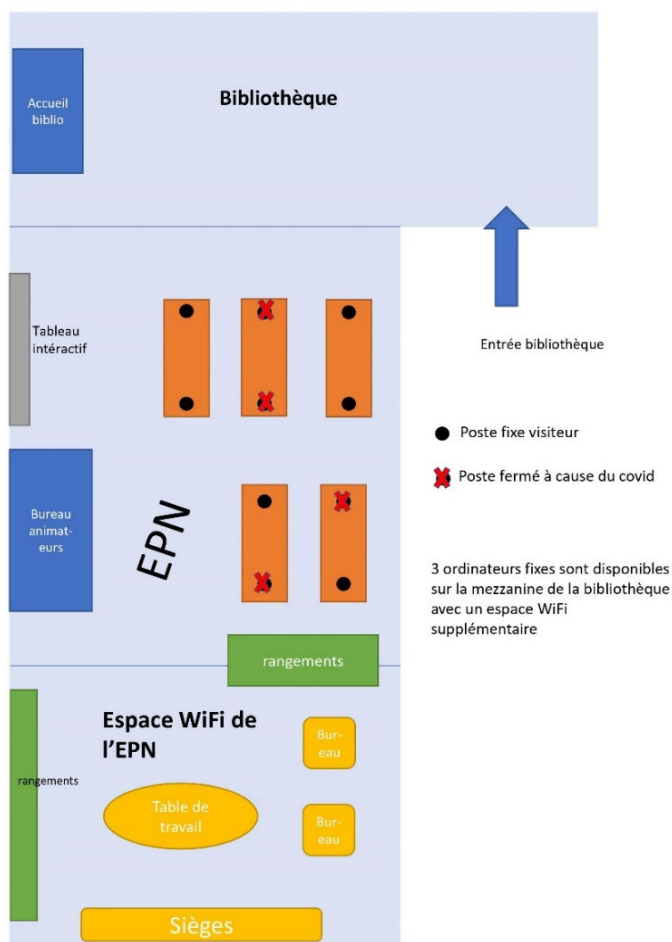 Accueil
biblio
Bibliothèque
Tableau
intéractif
Entrée bibliothèque
Poste fixe visiteur
Poste fermé à cause du covid
Bureau
animat-
eurs
EPN
3 ordinateurs fixes sont disponibles
sur la mezzanine de la bibliothèque
avec un espace WiFi
supplémentaire
rangements
Espace WiFi de
l'EPN
Bur-
eau
rangements
Table de
travail
Bur-
eau
Sièges